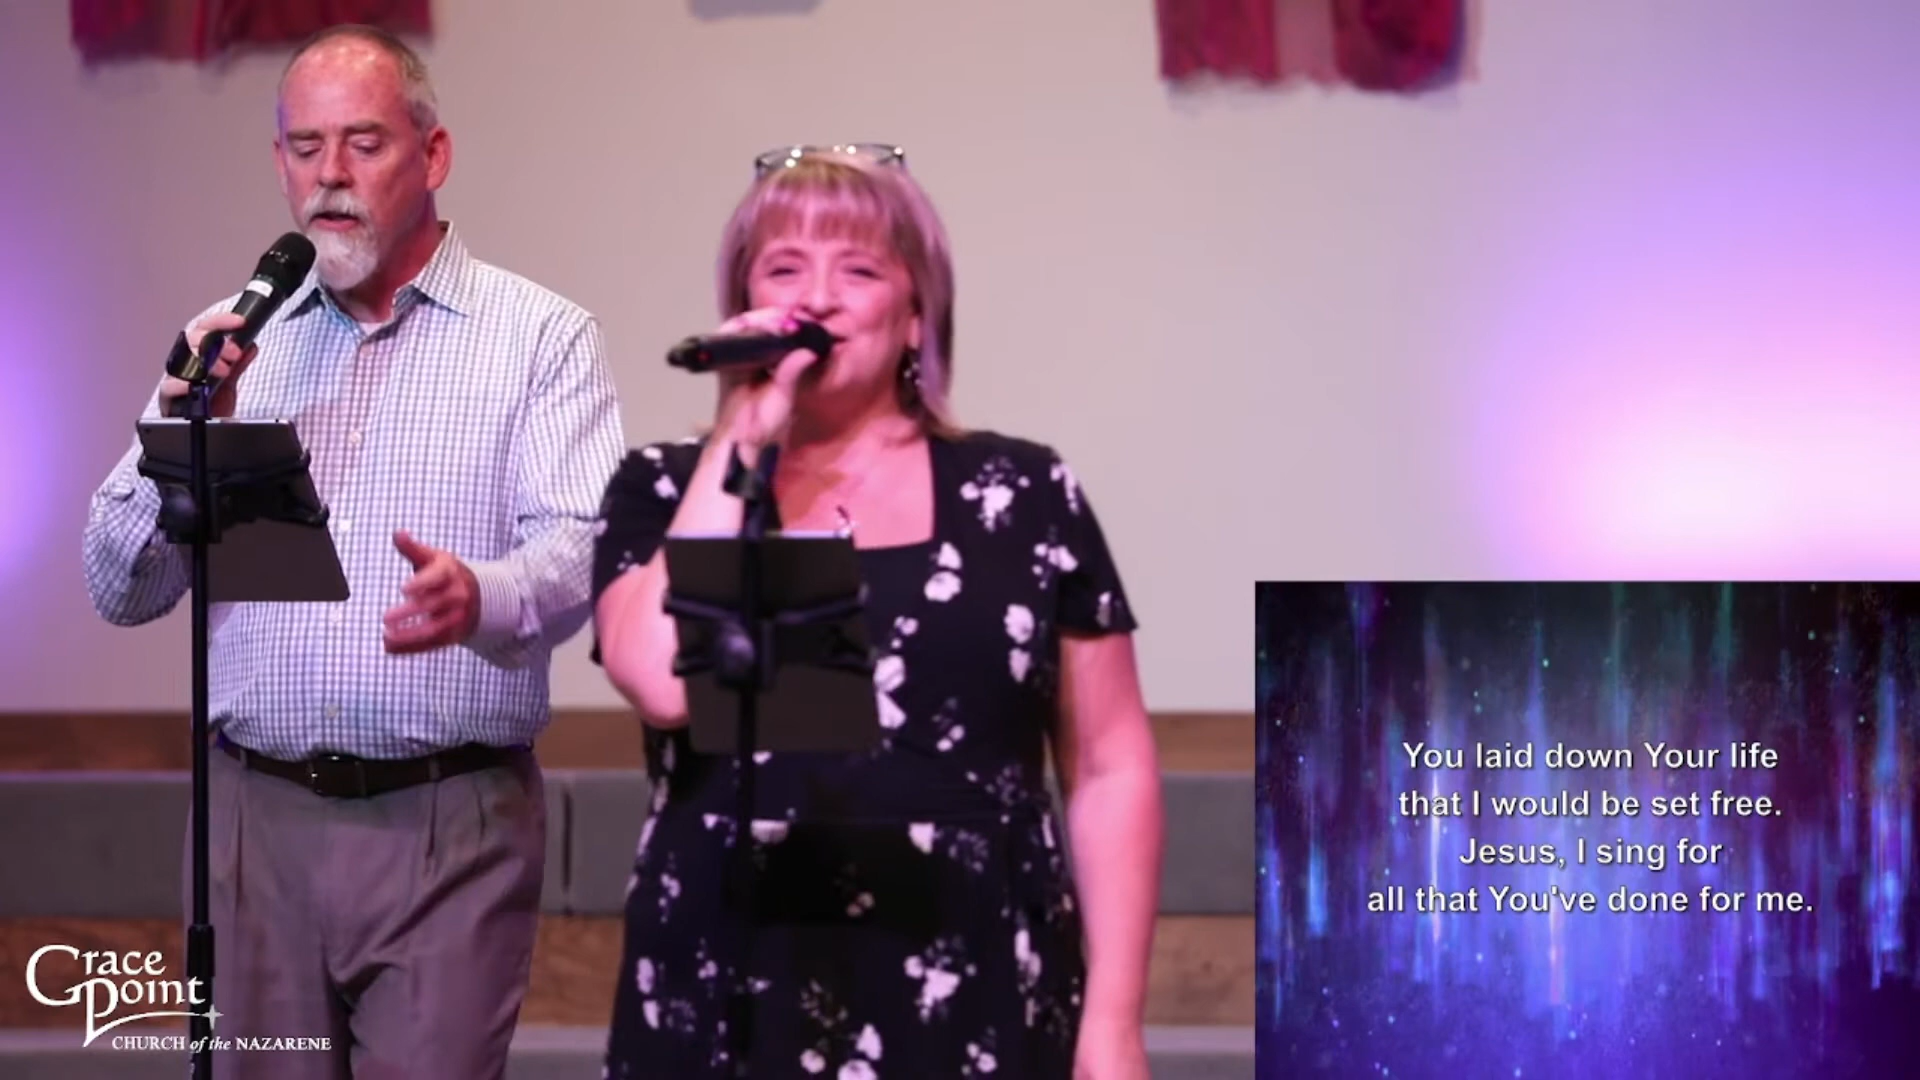 You laid down Your life
that I would be set free.
Jesus, I sing for
all that You've done for me.
Grace
Point
CHURCH of the NAZARENE